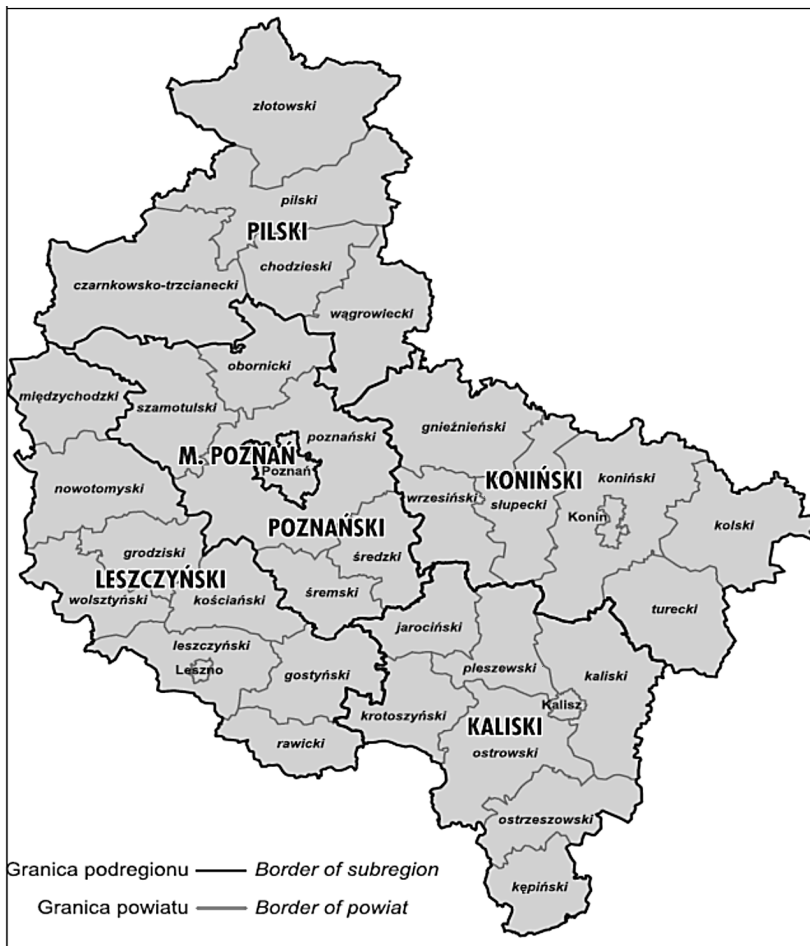 złotowski
pilski
PILSKI
chodzieski
czarnkowsko-trzcianecki
wągrowiecki
obornicki
międzychodzki
szamotulski
gnieźnieński
poznański
M. POZNAŃ
Poznań
KONIŃSKI
koniński
nowotomyski
wrzesiński
słupecki
Konin
kolski
POZNAŃSKI
grodziski
średzki
LESZCZYŃSKI
wolsztyński
kościański
śremski
turecki
jarociński
leszczyński
Leszno
gostyński
pleszewski
kaliski
Kalisz
krotoszyński
KALISKI
rawicki
ostrowski
ostrzeszowski
Granica podregionu Border of subregion
kępiński
Granica powiatu Border of powiat